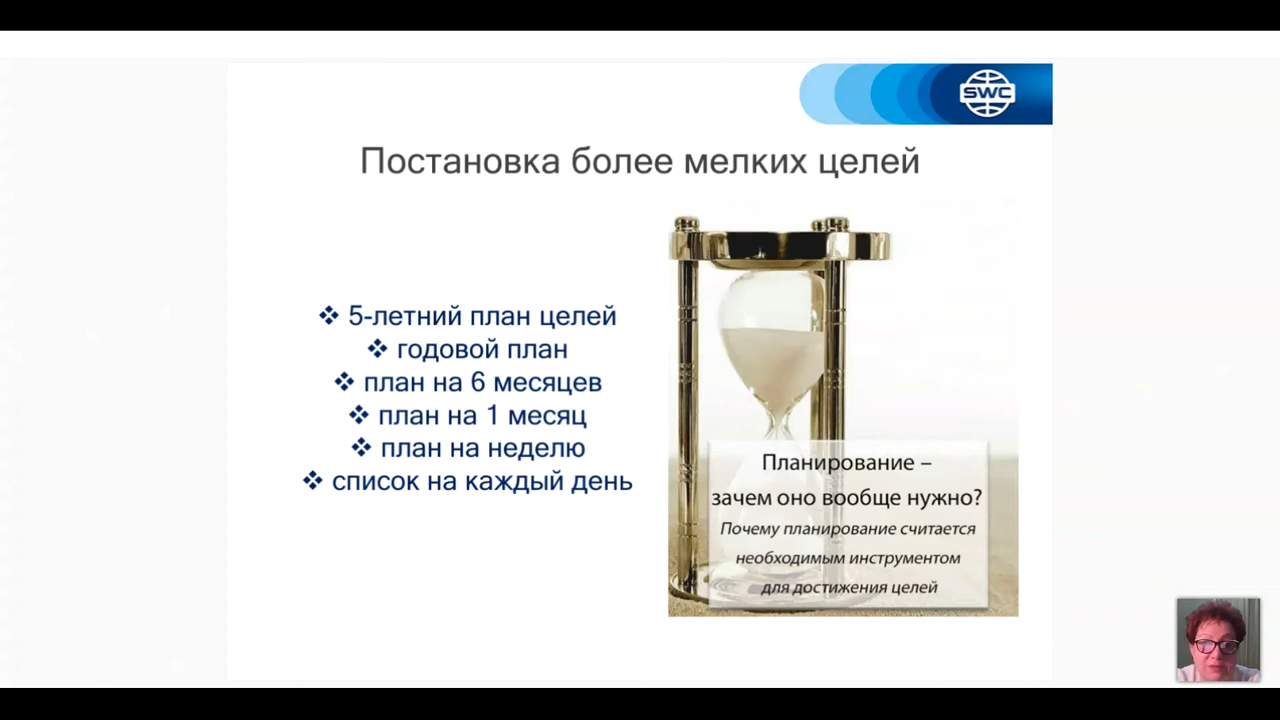 SWC
Постановка более мелких целей
❖ 5-летний план целей
❖ годовой план
❖ план на 6 месяцев
❖ план на 1 месяц
❖ план на неделю
❖ список на каждый день
Планирование –
зачем оно вообще нужно?
Почему планирование считается
необходимым инструментом
для достижения целей